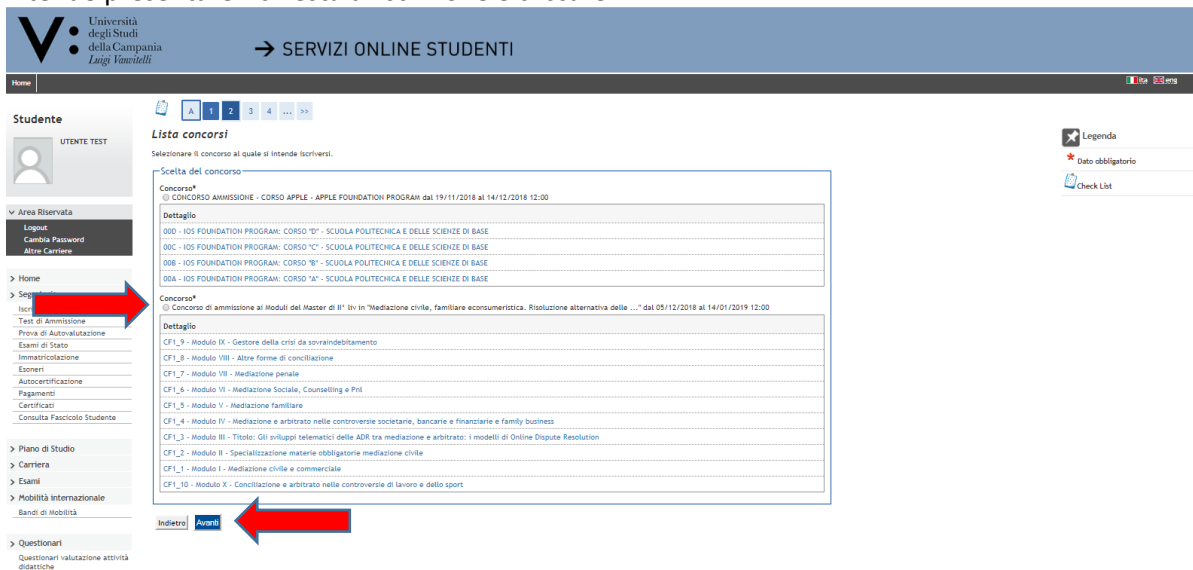 Università
degli Studi
della Campania
Luigi Vanvitelli
→ SERVIZI ONLINE STUDENTI
Home
ita eng
Studente
UTENTE TEST
Area Riservata
Logout
Cambia Password
Altre Carriere
Home
Test di Ammissione
Prova di Autovalutazione
Esami di Stato
Immatricolazione
Esoneri
Autocertificazione
Pagamenti
Certificati
Consulta Fascicolo Studente
Piano di Studio
Carriera
Esami
Mobilità internazionale
Bandi di Mobilità
Questionari
Questionari valutazione attività
didattiche
A 1 2 3 4 ... >>
Lista concorsi
Selezionare il concorso al quale si intende iscriversi.
Scelta del concorso
Concorso*
CONCORSO AMMISSIONE - CORSO APPLE - APPLE FOUNDATION PROGRAM dal 19/11/2018 al 14/12/2018 12:00
Dettaglio
00D - IOS FOUNDATION PROGRAM: CORSO "D" - SCUOLA POLITECNICA E DELLE SCIENZE DI BASE
00C - IOS FOUNDATION PROGRAM: CORSO "C" - SCUOLA POLITECNICA E DELLE SCIENZE DI BASE
00B - IOS FOUNDATION PROGRAM: CORSO "B" - SCUOLA POLITECNICA E DELLE SCIENZE DI BASE
00A - IOS FOUNDATION PROGRAM: CORSO "A" - SCUOLA POLITECNICA E DELLE SCIENZE DI BASE
Concorso*
Concorso di ammissione ai Moduli del Master di II° liv in "Mediazione civile, familiare econsumeristica. Risoluzione alternativa delle ..." dal 05/12/2018 al 14/01/2019 12:00
Dettaglio
CF1_9 - Modulo IX - Gestore della crisi da sovraindebitamento
CF1_8 - Modulo VIII - Altre forme di conciliazione
CF1_7 - Modulo VII - Mediazione penale
CF1_6 - Modulo VI - Mediazione Sociale, Counselling e Pnl
CF1_5 - Modulo V - Mediazione familiare
CF1_4 - Modulo IV - Mediazione e arbitrato nelle controversie societarie, bancarie e finanziarie e family business
CF1_3 - Modulo III - Titolo: Gli sviluppi telematici delle ADR tra mediazione e arbitrato: i modelli di Online Dispute Resolution
CF1_2 - Modulo II - Specializzazione materie obbligatorie mediazione civile
CF1_1 - Modulo I - Mediazione civile e commerciale
CF1_10 - Modulo X - Conciliazione e arbitrato nelle controversie di lavoro e dello sport
Indietro Avanti
Legenda
* Dato obbligatorio
Check List